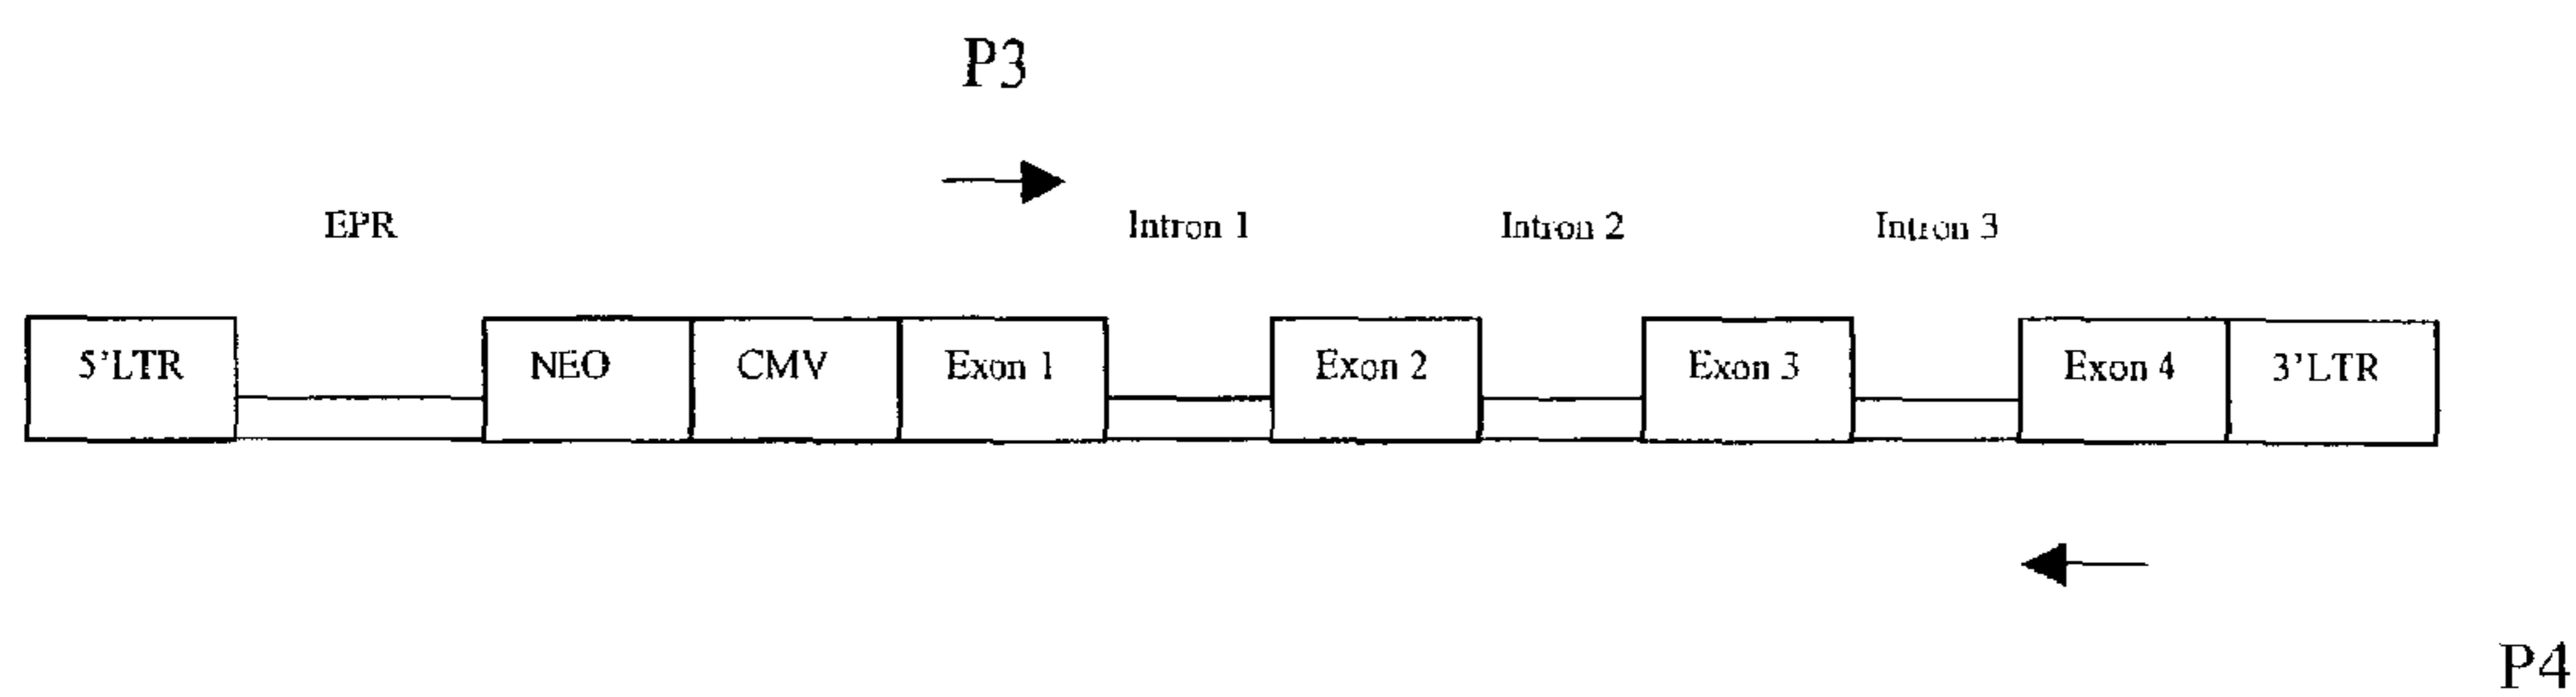 P3
EPR Intron 1 Intron 2 Intron 3
5'LTR NEO CMV Exon 1 Exon 2 Exon 3 Exon 4 3'LTR
P4